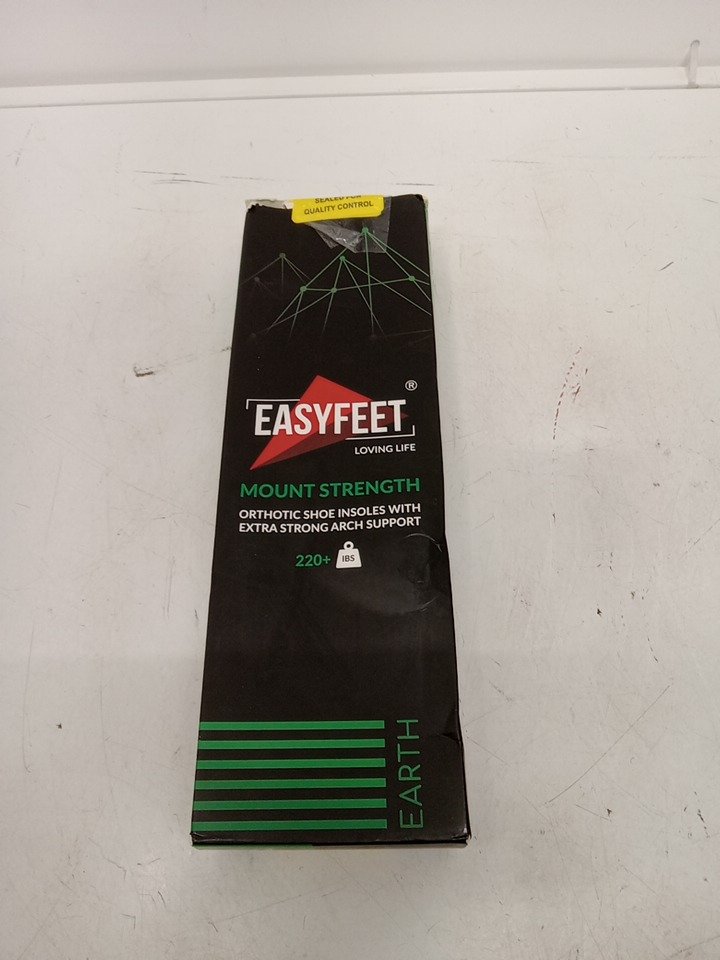 SEALED FOR
QUALITY CONTROL
®
EASYFEET
LOVING LIFE
MOUNT STRENGTH
ORTHOTIC SHOE INSOLES WITH
EXTRA STRONG ARCH SUPPORT
220+ IBS
EARTH